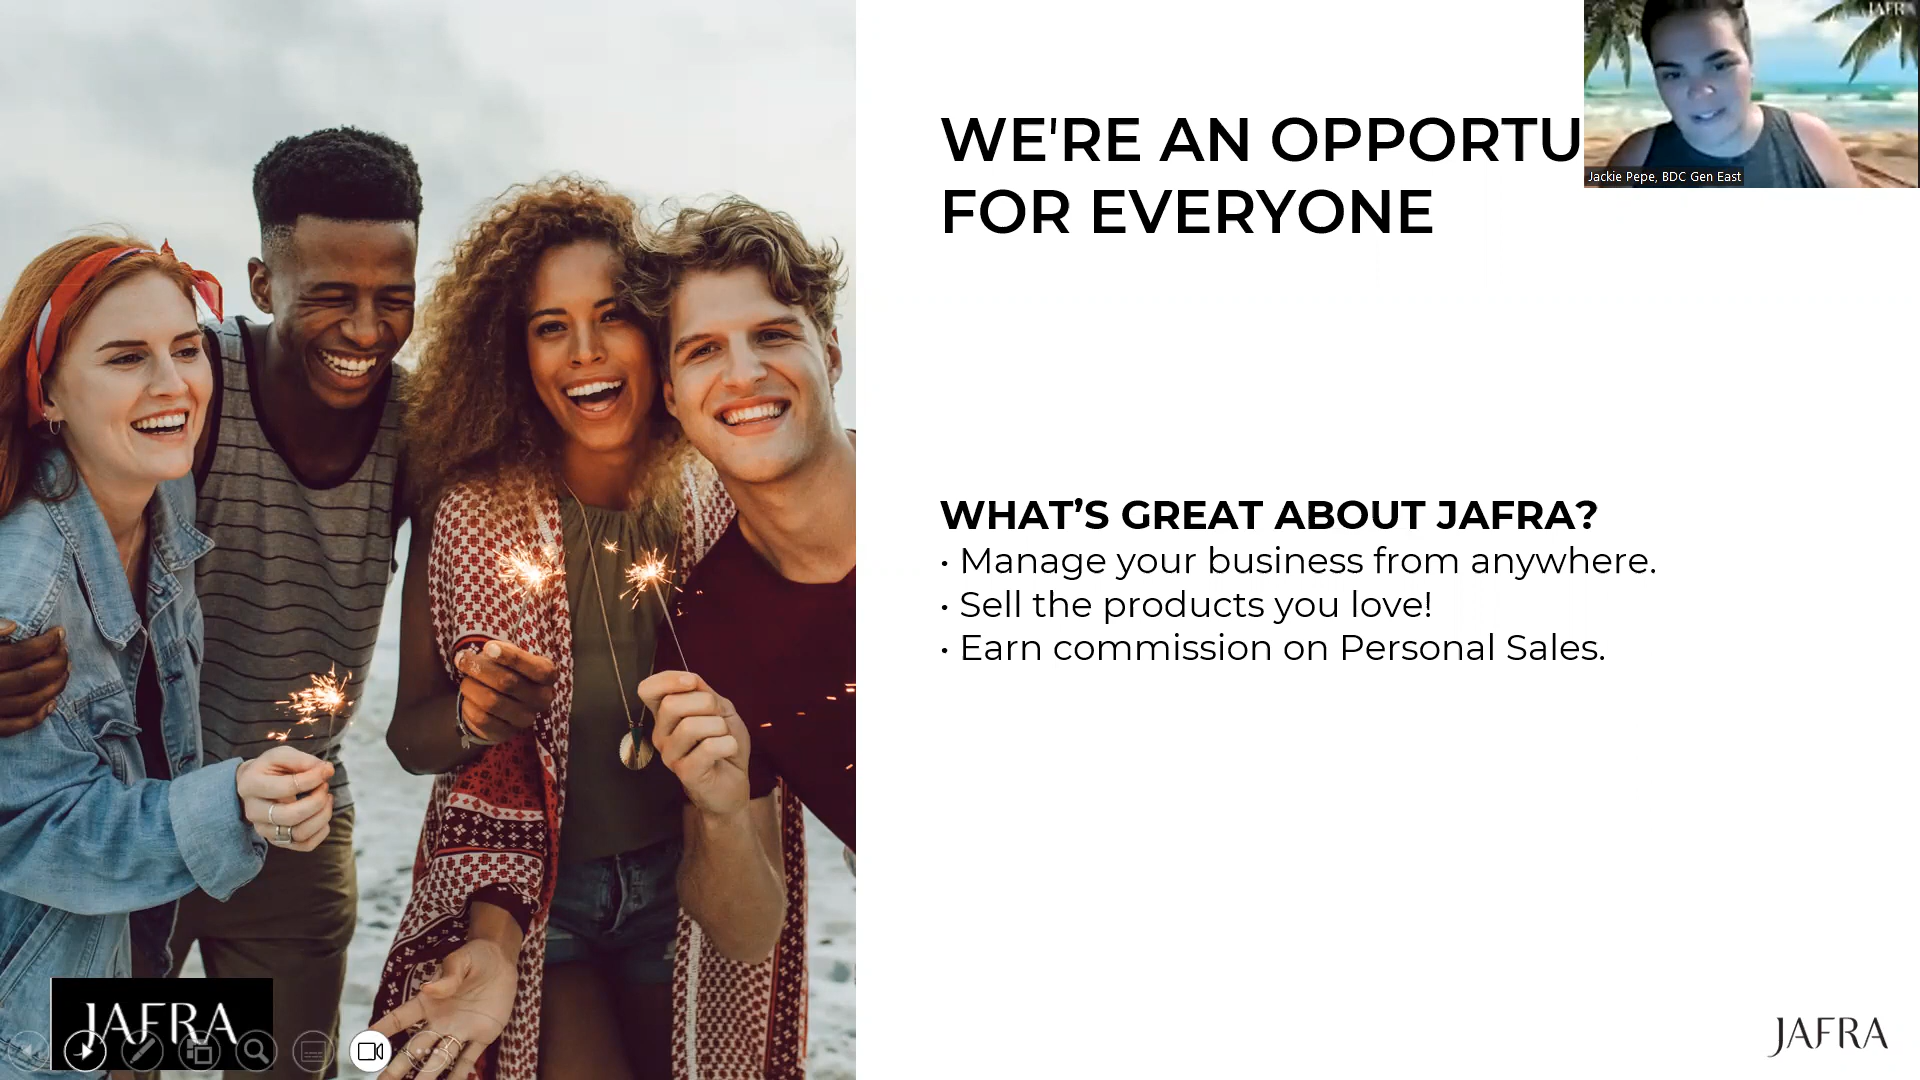 WE'RE AN OPPORTU
FOR EVERYONE
JAFRA
Jackie Pepe, BDC Gen East
WHAT’S GREAT ABOUT JAFRA?
• Manage your business from anywhere.
• Sell the products you love!
• Earn commission on Personal Sales.
JAFRA
JAFRA